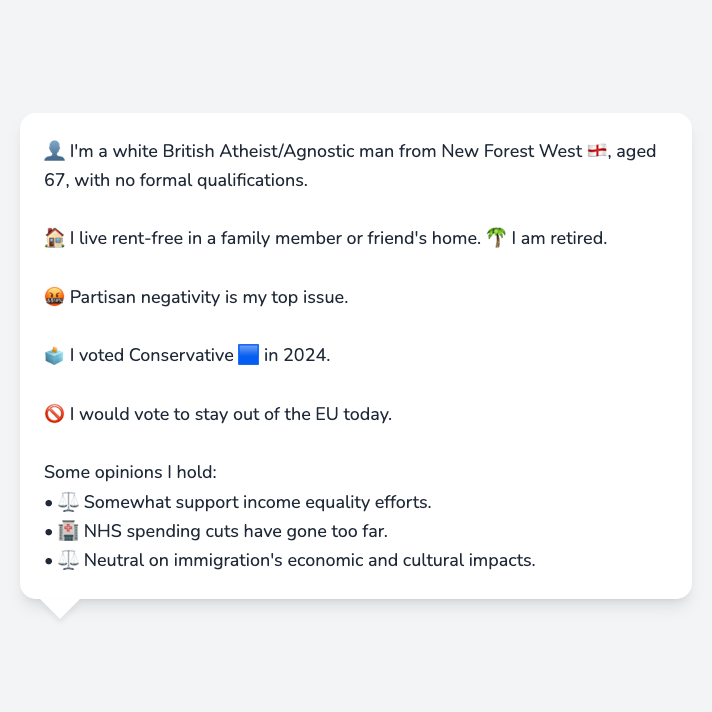 👤 I'm a white British Atheist/Agnostic man from New Forest West 🏴󠁧󠁢󠁥󠁮󠁧󠁿, aged
67, with no formal qualifications.
🏠 I live rent-free in a family member or friend's home. 🌴 I am retired.
🤬 Partisan negativity is my top issue.
🗳️ I voted Conservative 🟦 in 2024.
🚫 I would vote to stay out of the EU today.
Some opinions I hold:
• ⚖️ Somewhat support income equality efforts.
• 🏥 NHS spending cuts have gone too far.
• ⚖️ Neutral on immigration's economic and cultural impacts.